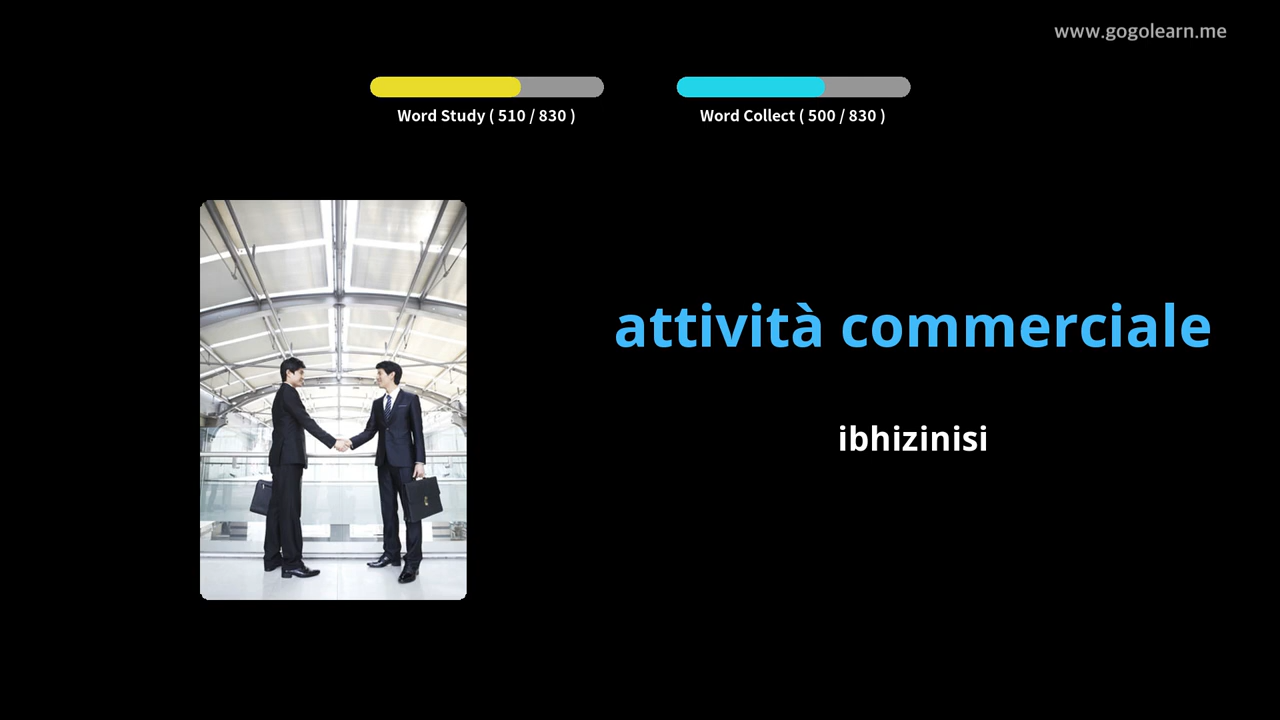 www.gogolearn.me
Word Study ( 510 / 830 )
Word Collect ( 500 / 830 )
attività commerciale
ibhizinisi